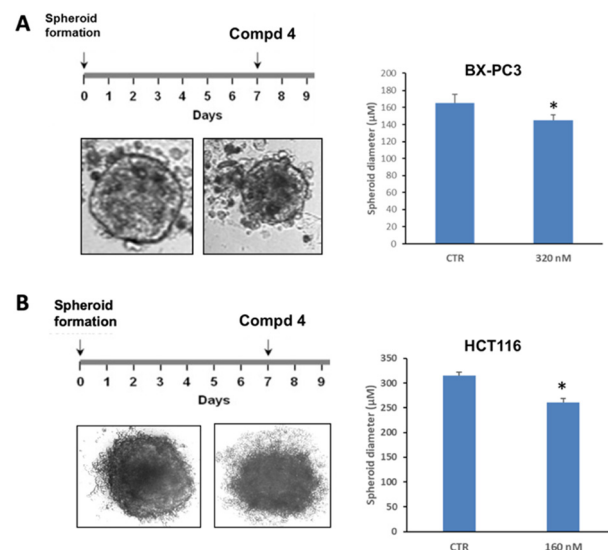 A
Spheroid
formation
Compd 4
0 1 2 3 4 5 6 7 8 9
Days
BX-PC3
Spheroid diameter (µM)
200
180
160
140
120
100
80
60
40
20
0
*
CTR 320 nM
B
Spheroid
formation
Compd 4
0 1 2 3 4 5 6 7 8 9
Days
HCT116
Spheroid diameter (µM)
350
300
250
200
150
100
50
0
*
CTR 160 nM